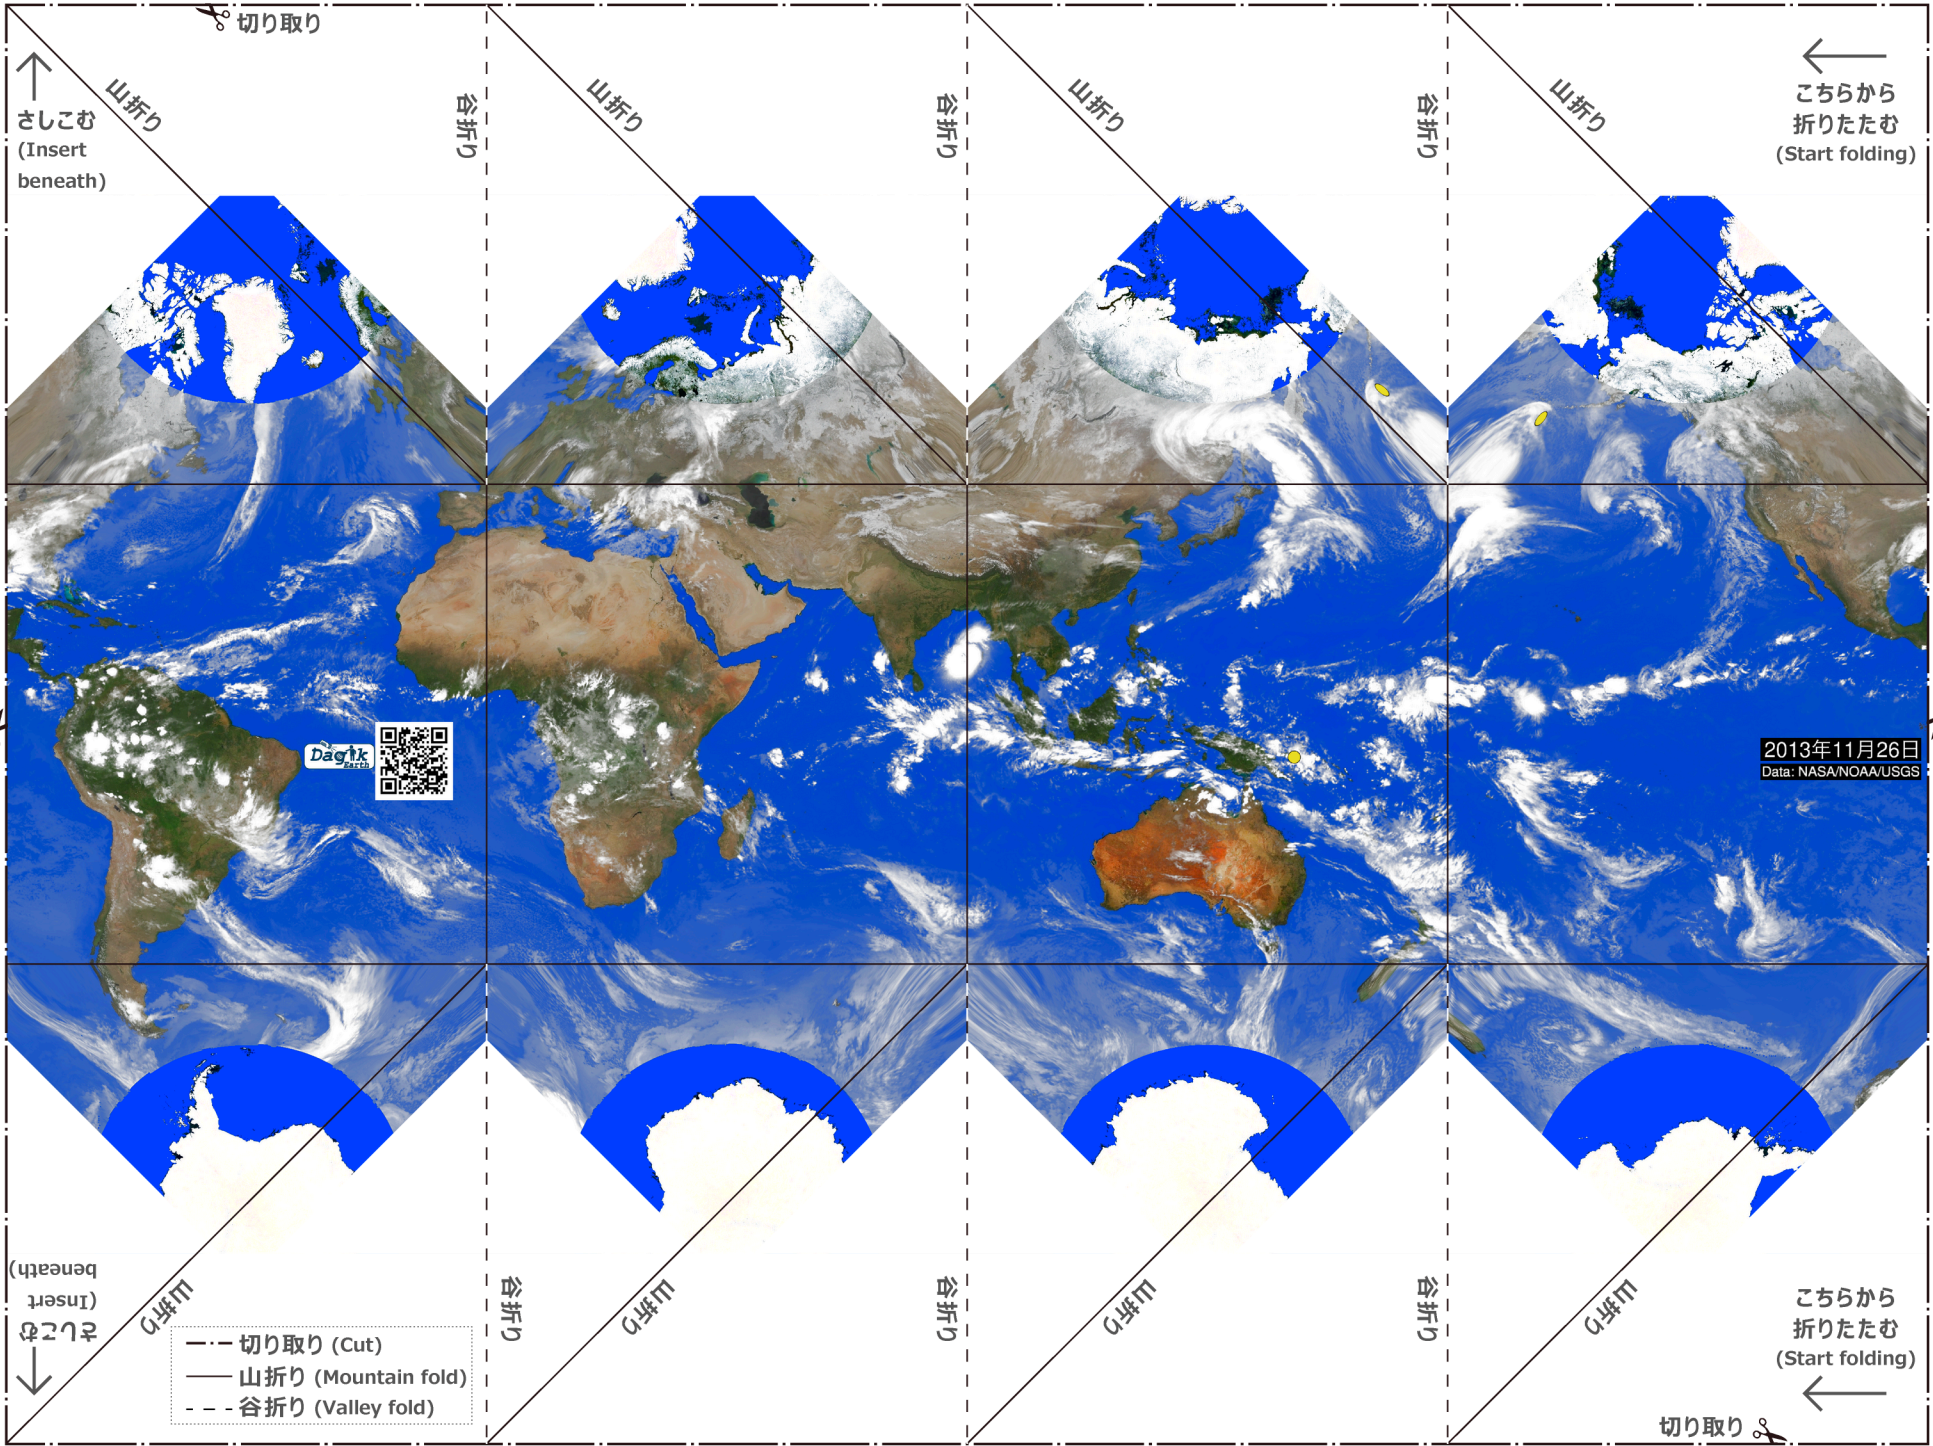 切り取り
山折り
谷折り
山折り
谷折り
山折り
谷折り
山折り
さしこむ
(Insert
beneath)
こちらから
折りたたむ
(Start folding)
Dagik
Earth
2013年11月26日
Data: NASA/NOAA/USGS
さしこむ
(Insert
beneath)
山折り
谷折り
山折り
谷折り
山折り
谷折り
山折り
こちらから
折りたたむ
(Start folding)
切り取り (Cut)
山折り (Mountain fold)
谷折り (Valley fold)
切り取り